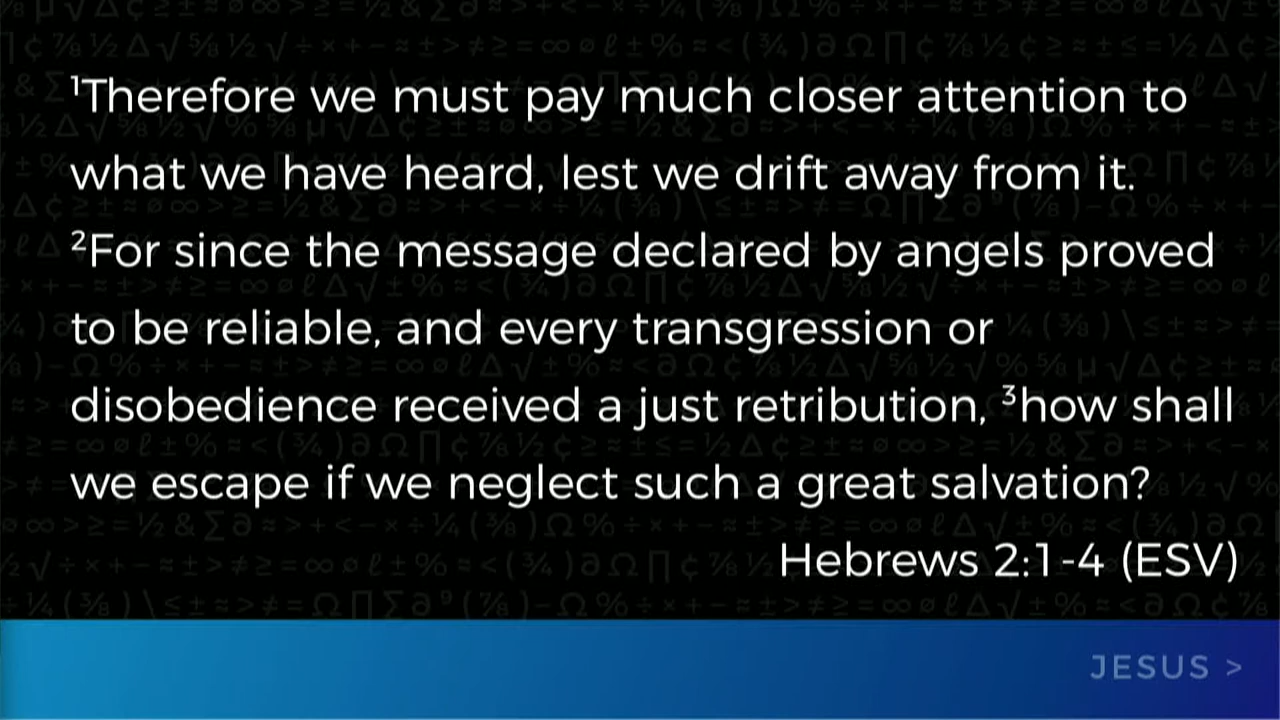 ¹Therefore we must pay much closer attention to
what we have heard, lest we drift away from it.
²For since the message declared by angels proved
to be reliable, and every transgression or
disobedience received a just retribution, ³how shall
we escape if we neglect such a great salvation?
Hebrews 2:1-4 (ESV)
JESUS >